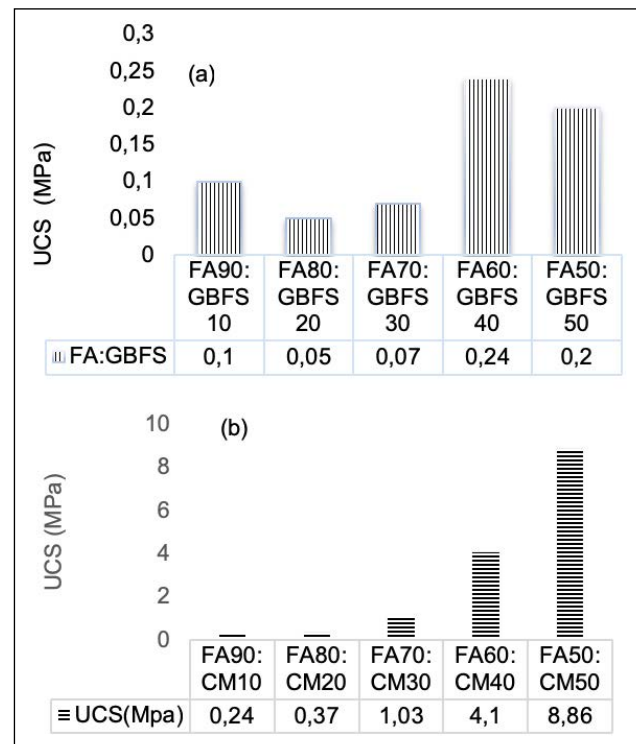 0,3
(a)
0,25
0,2
0,15
0,1
0,05
0
UCS (MPa)
FA90: FA80: FA70: FA60: FA50:
GBFS GBFS GBFS GBFS GBFS
10 20 30 40 50
FA:GBFS 0,1 0,05 0,07 0,24 0,2
10
(b)
8
6
4
2
0
UCS (MPa)
FA90: FA80: FA70: FA60: FA50:
CM10 CM20 CM30 CM40 CM50
UCS(Mpa) 0,24 0,37 1,03 4,1 8,86